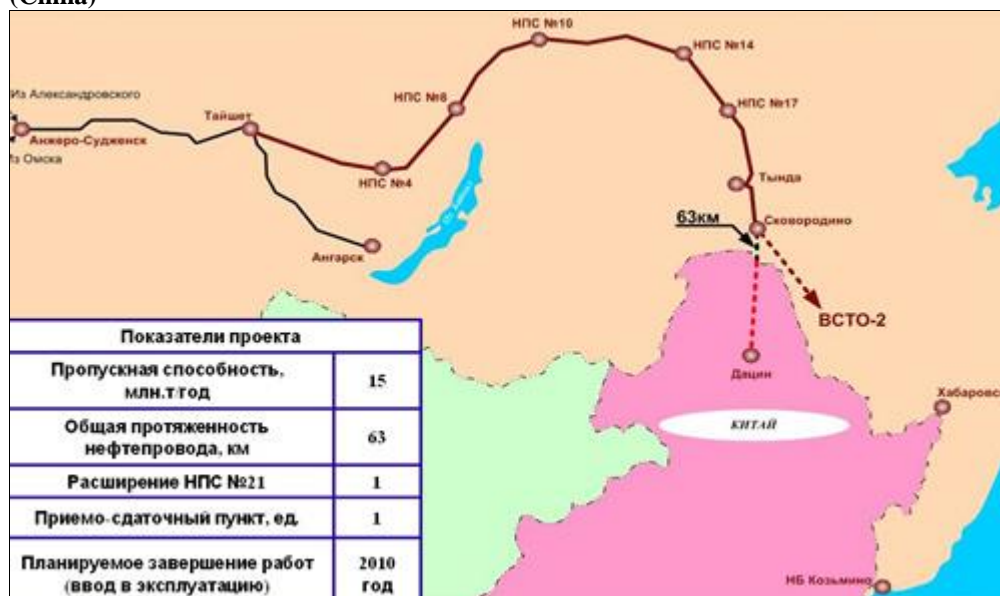 (China)
НПС №10
НПС №14
Из Александровского
НПС №8
НПС №17
Тайшет
Анжеро-Судженск
Из Омска
НПС №4
Тында
63км
Сковородино
Ангарск
ВСТО-2
Показатели проекта
Дацин
Пропускная способность,
млн.т/год
15
Хабаровс
КИТАЙ
Общая протяженность
нефтепровода, км
63
Расширение НПС №21
1
Приемо-сдаточный пункт, ед.
1
Планируемое завершение работ
(ввод в эксплуатацию)
2010
год
НБ Козьмино